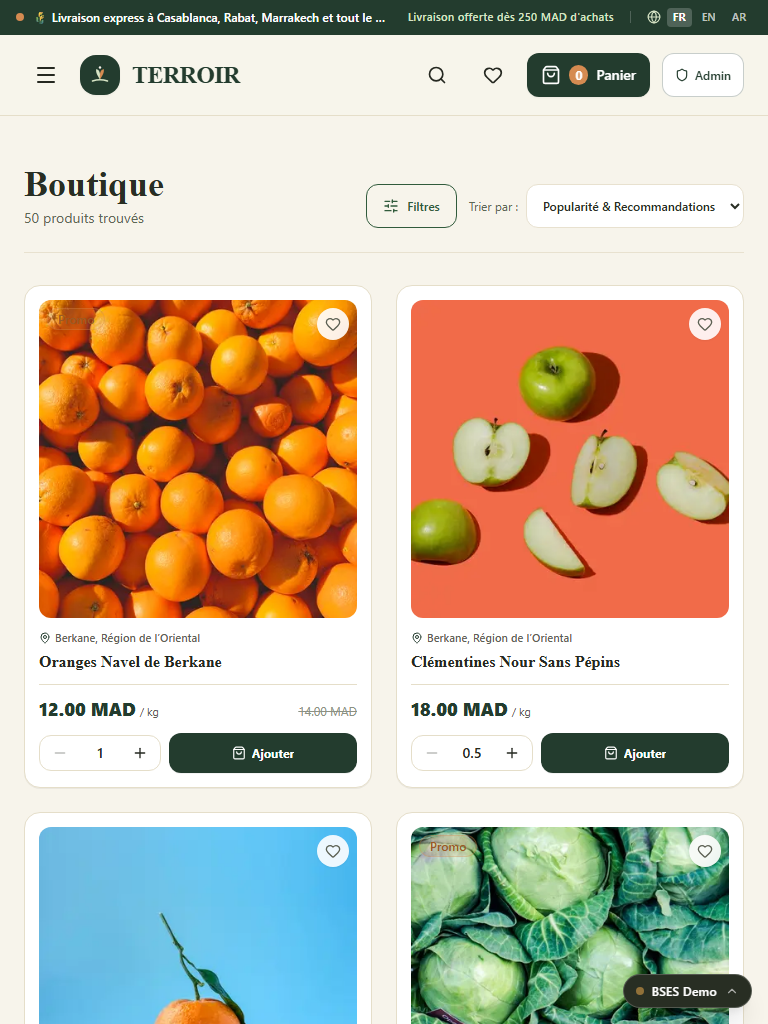 Livraison express à Casablanca, Rabat, Marrakech et tout le ...
Livraison offerte dès 250 MAD d'achats
FR EN AR
TERROIR
0 Panier
Admin
Boutique
50 produits trouvés
Filtres
Trier par :
Popularité & Recommandations
Promo
Berkane, Région de l'Oriental
Oranges Navel de Berkane
12.00 MAD / kg
14.00 MAD
1
Ajouter
Berkane, Région de l'Oriental
Clémentines Nour Sans Pépins
18.00 MAD / kg
0.5
Ajouter
Promo
BSES Demo